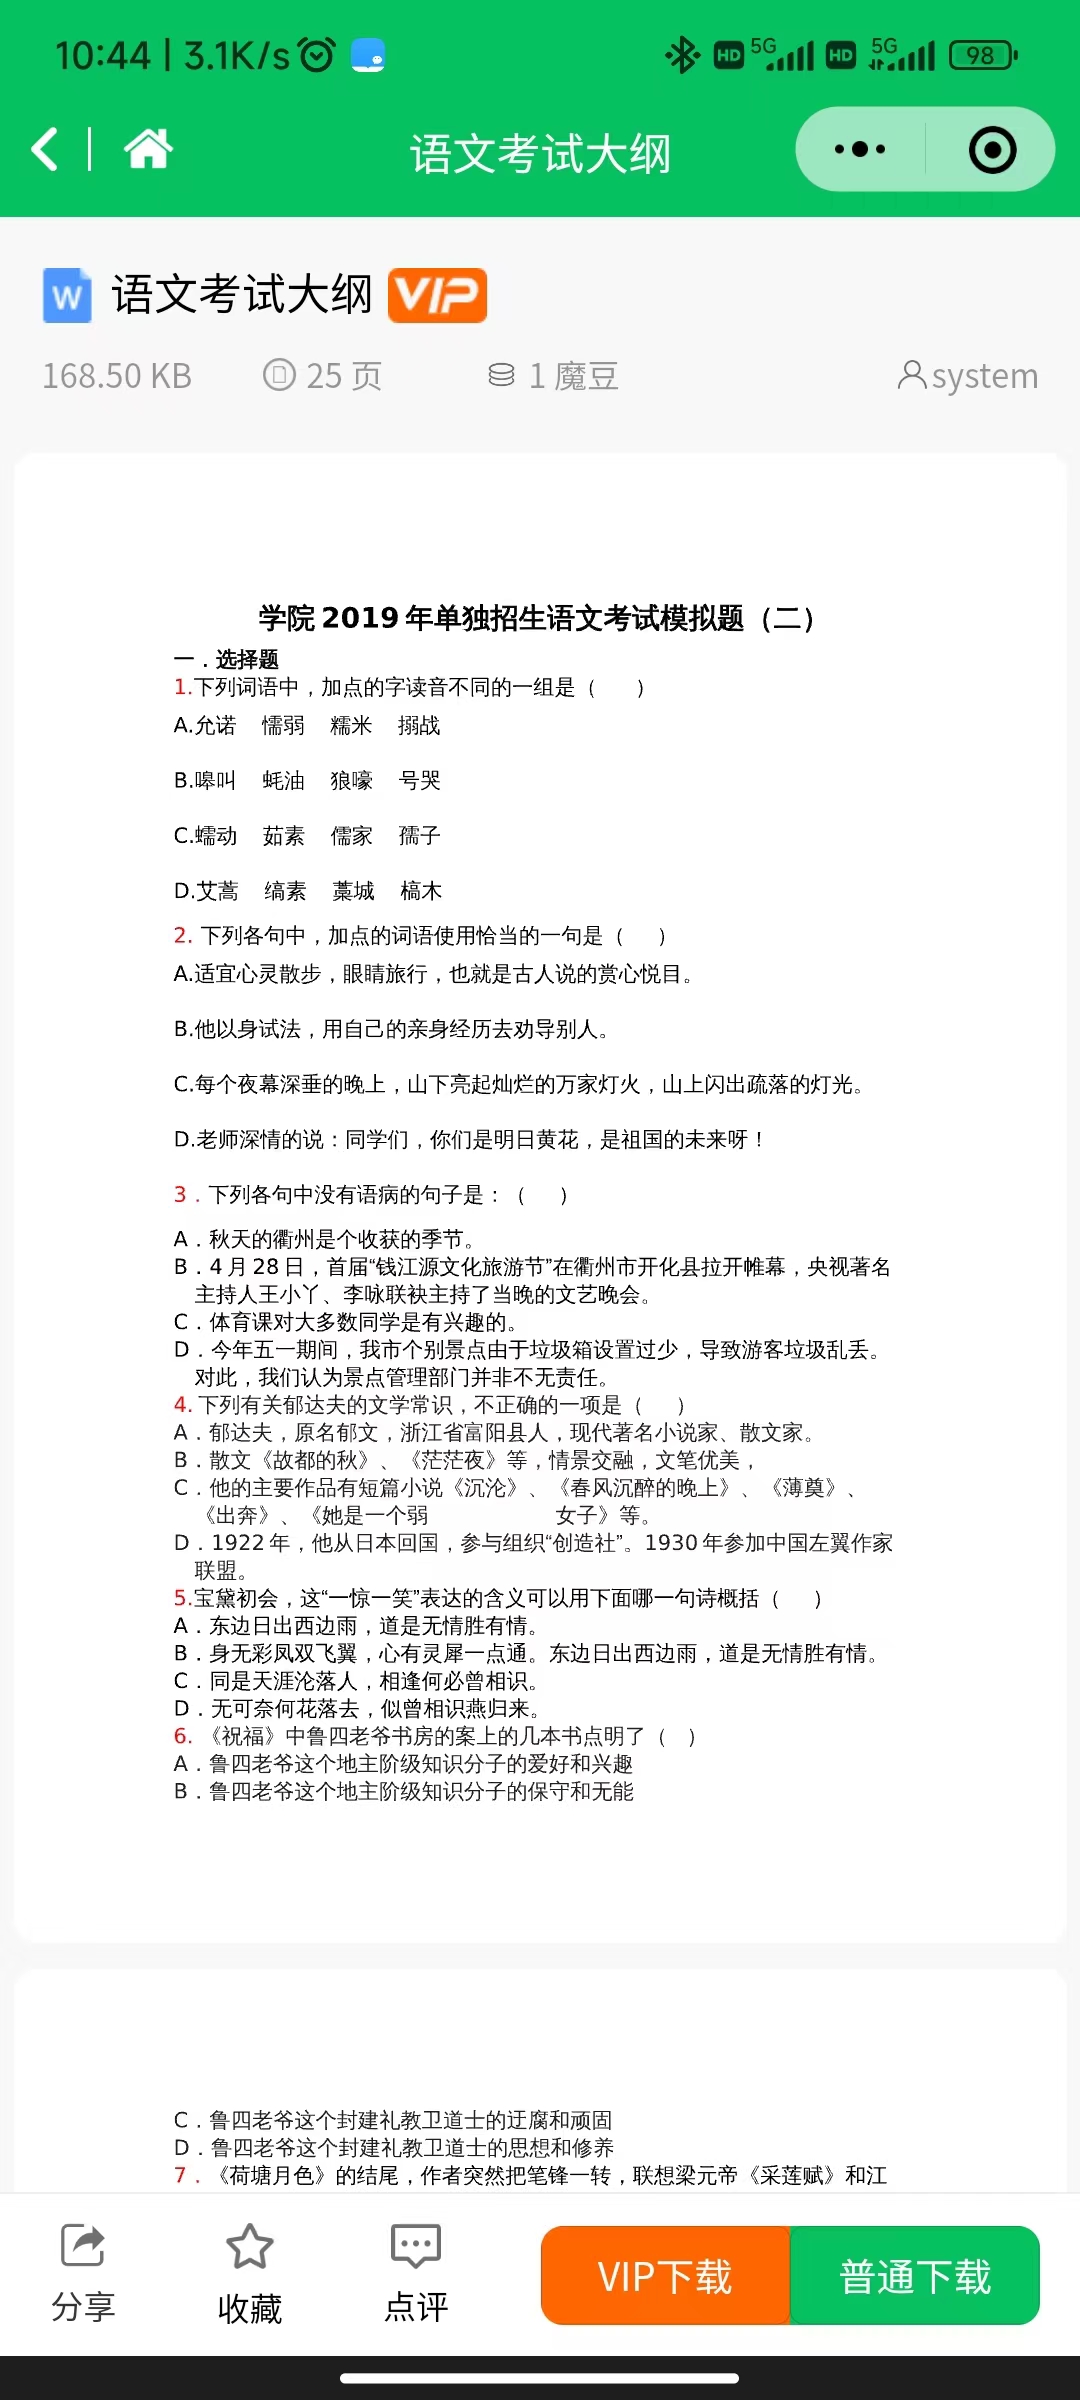 10:44 | 3.1K/s
HD 5G HD 5G 98
语文考试大纲
W 语文考试大纲 VIP
168.50 KB 25 页 1 魔豆 system
学院 2019 年单独招生语文考试模拟题（二）
一．选择题
1.下列词语中，加点的字读音不同的一组是（ ）
A.允诺 懦弱 糯米 搦战
B.嗥叫 蚝油 狼嚎 号哭
C.蠕动 茹素 儒家 孺子
D.艾蒿 缟素 藁城 槁木
2. 下列各句中，加点的词语使用恰当的一句是（ ）
A.适宜心灵散步，眼睛旅行，也就是古人说的赏心悦目。
B.他以身试法，用自己的亲身经历去劝导别人。
C.每个夜幕深垂的晚上，山下亮起灿烂的万家灯火，山上闪出疏落的灯光。
D.老师深情的说：同学们，你们是明日黄花，是祖国的未来呀！
3．下列各句中没有语病的句子是：（ ）
A．秋天的衢州是个收获的季节。
B．4 月 28 日，首届“钱江源文化旅游节”在衢州市开化县拉开帷幕，央视著名
主持人王小丫、李咏联袂主持了当晚的文艺晚会。
C．体育课对大多数同学是有兴趣的。
D．今年五一期间，我市个别景点由于垃圾箱设置过少，导致游客垃圾乱丢。
对此，我们认为景点管理部门并非不无责任。
4. 下列有关郁达夫的文学常识，不正确的一项是（ ）
A．郁达夫，原名郁文，浙江省富阳县人，现代著名小说家、散文家。
B．散文《故都的秋》、《茫茫夜》等，情景交融，文笔优美，
C．他的主要作品有短篇小说《沉沦》、《春风沉醉的晚上》、《薄奠》、
《出奔》、《她是一个弱 女子》等。
D．1922 年，他从日本回国，参与组织“创造社”。1930 年参加中国左翼作家
联盟。
5.宝黛初会，这“一惊一笑”表达的含义可以用下面哪一句诗概括（ ）
A．东边日出西边雨，道是无情胜有情。
B．身无彩凤双飞翼，心有灵犀一点通。东边日出西边雨，道是无情胜有情。
C．同是天涯沦落人，相逢何必曾相识。
D．无可奈何花落去，似曾相识燕归来。
6. 《祝福》中鲁四老爷书房的案上的几本书点明了（ ）
A．鲁四老爷这个地主阶级知识分子的爱好和兴趣
B．鲁四老爷这个地主阶级知识分子的保守和无能
C．鲁四老爷这个封建礼教卫道士的迂腐和顽固
D．鲁四老爷这个封建礼教卫道士的思想和修养
7．《荷塘月色》的结尾，作者突然把笔锋一转，联想梁元帝《采莲赋》和江
分享 收藏 点评 VIP下载 普通下载